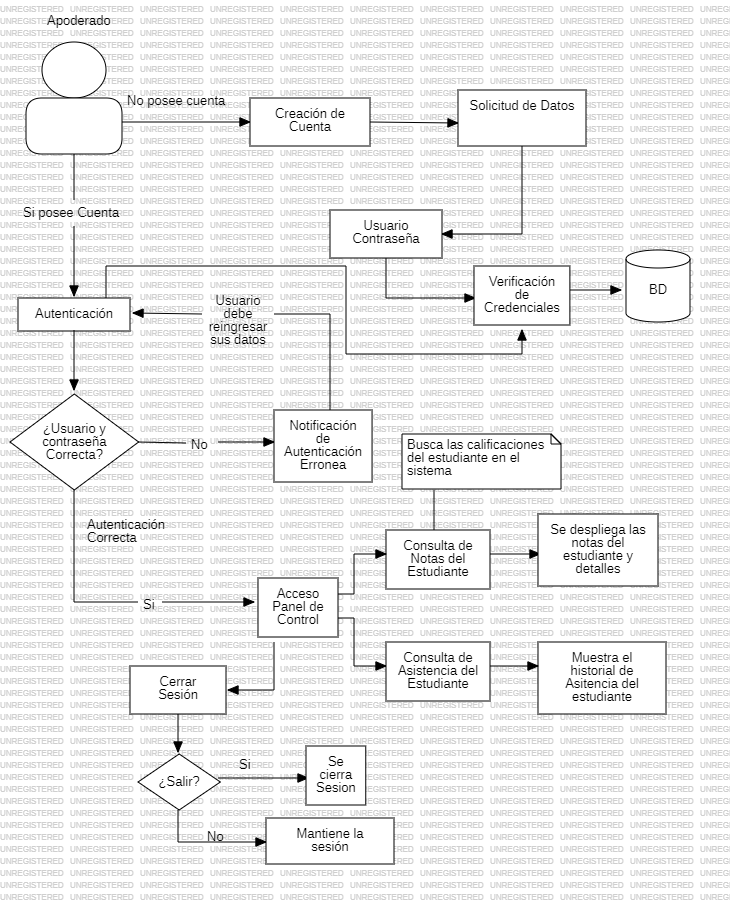 Apoderado
No posee cuenta
Creación de
Cuenta
Solicitud de Datos
Si posee Cuenta
Usuario
Contraseña
Verificación
de
Credenciales
BD
Autenticación
Usuario
debe
reingresar
sus datos
¿Usuario y
contraseña
Correcta?
No
Notificación
de
Autenticación
Erronea
Busca las calificaciones
del estudiante en el
sistema
Autenticación
Correcta
Consulta de
Notas del
Estudiante
Se despliega las
notas del
estudiante y
detalles
Si
Acceso
Panel de
Control
Consulta de
Asistencia del
Estudiante
Muestra el
historial de
Asitencia del
estudiante
Cerrar
Sesión
¿Salir?
Si
Se
cierra
Sesion
No
Mantiene la
sesión
UNREGISTERED